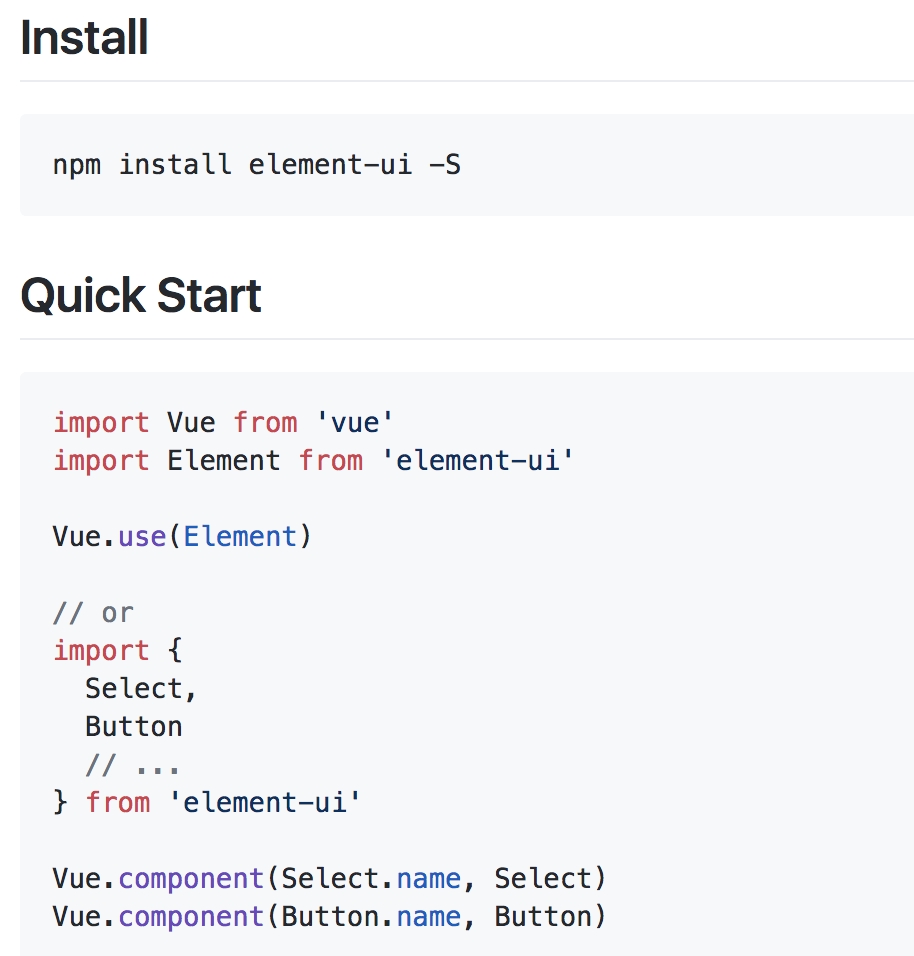 Install
npm install element-ui -S
Quick Start
import Vue from 'vue'
import Element from 'element-ui'
Vue.use(Element)
// or
import {
  Select,
  Button
  // ...
} from 'element-ui'
Vue.component(Select.name, Select)
Vue.component(Button.name, Button)